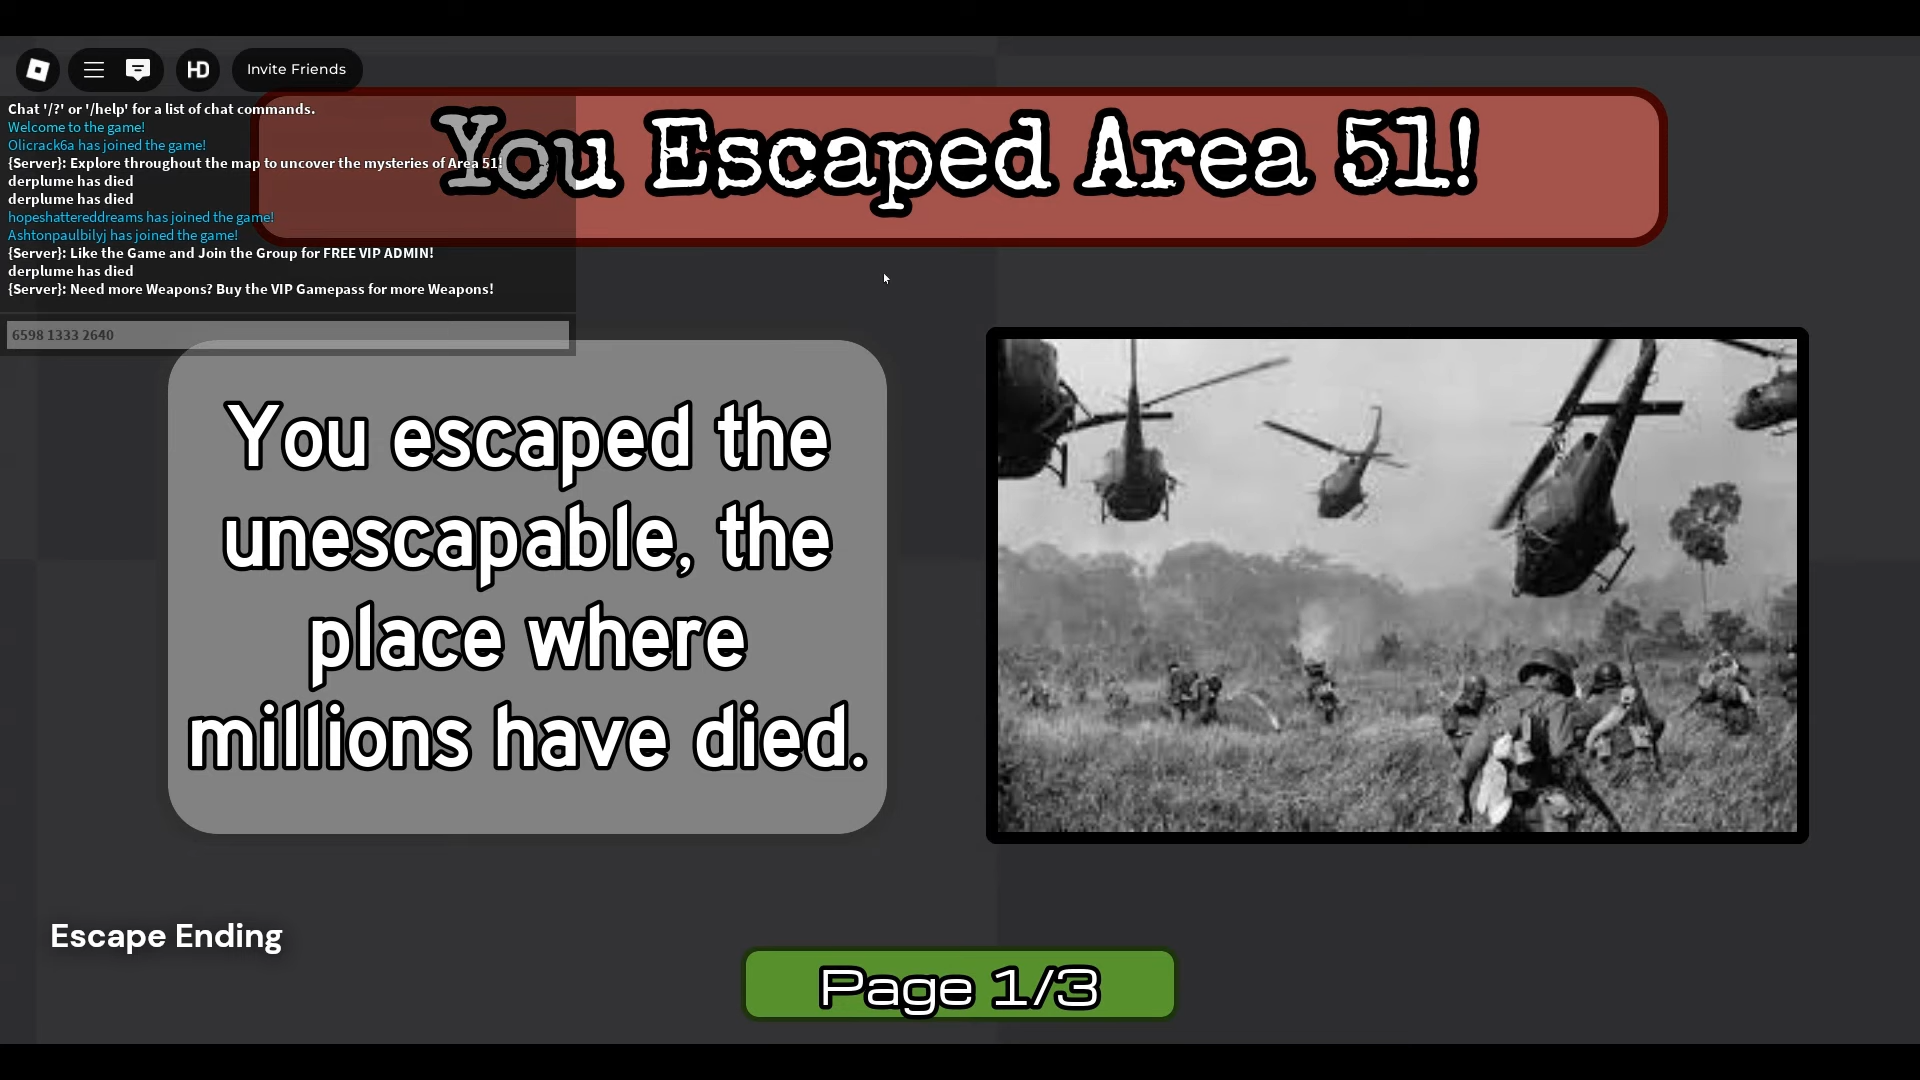 HD
Invite Friends
Chat '/?' or '/help' for a list of chat commands.
Welcome to the game!
Olicrack6a has joined the game!
{Server}: Explore throughout the map to uncover the mysteries of Area 51!
derplume has died
derplume has died
hopeshattereddreams has joined the game!
Ashtonpaulbilyj has joined the game!
{Server}: Like the Game and Join the Group for FREE VIP ADMIN!
derplume has died
{Server}: Need more Weapons? Buy the VIP Gamepass for more Weapons!
6598 1333 2640
You Escaped Area 51!
You escaped the
unescapable, the
place where
millions have died.
Escape Ending
Page 1/3